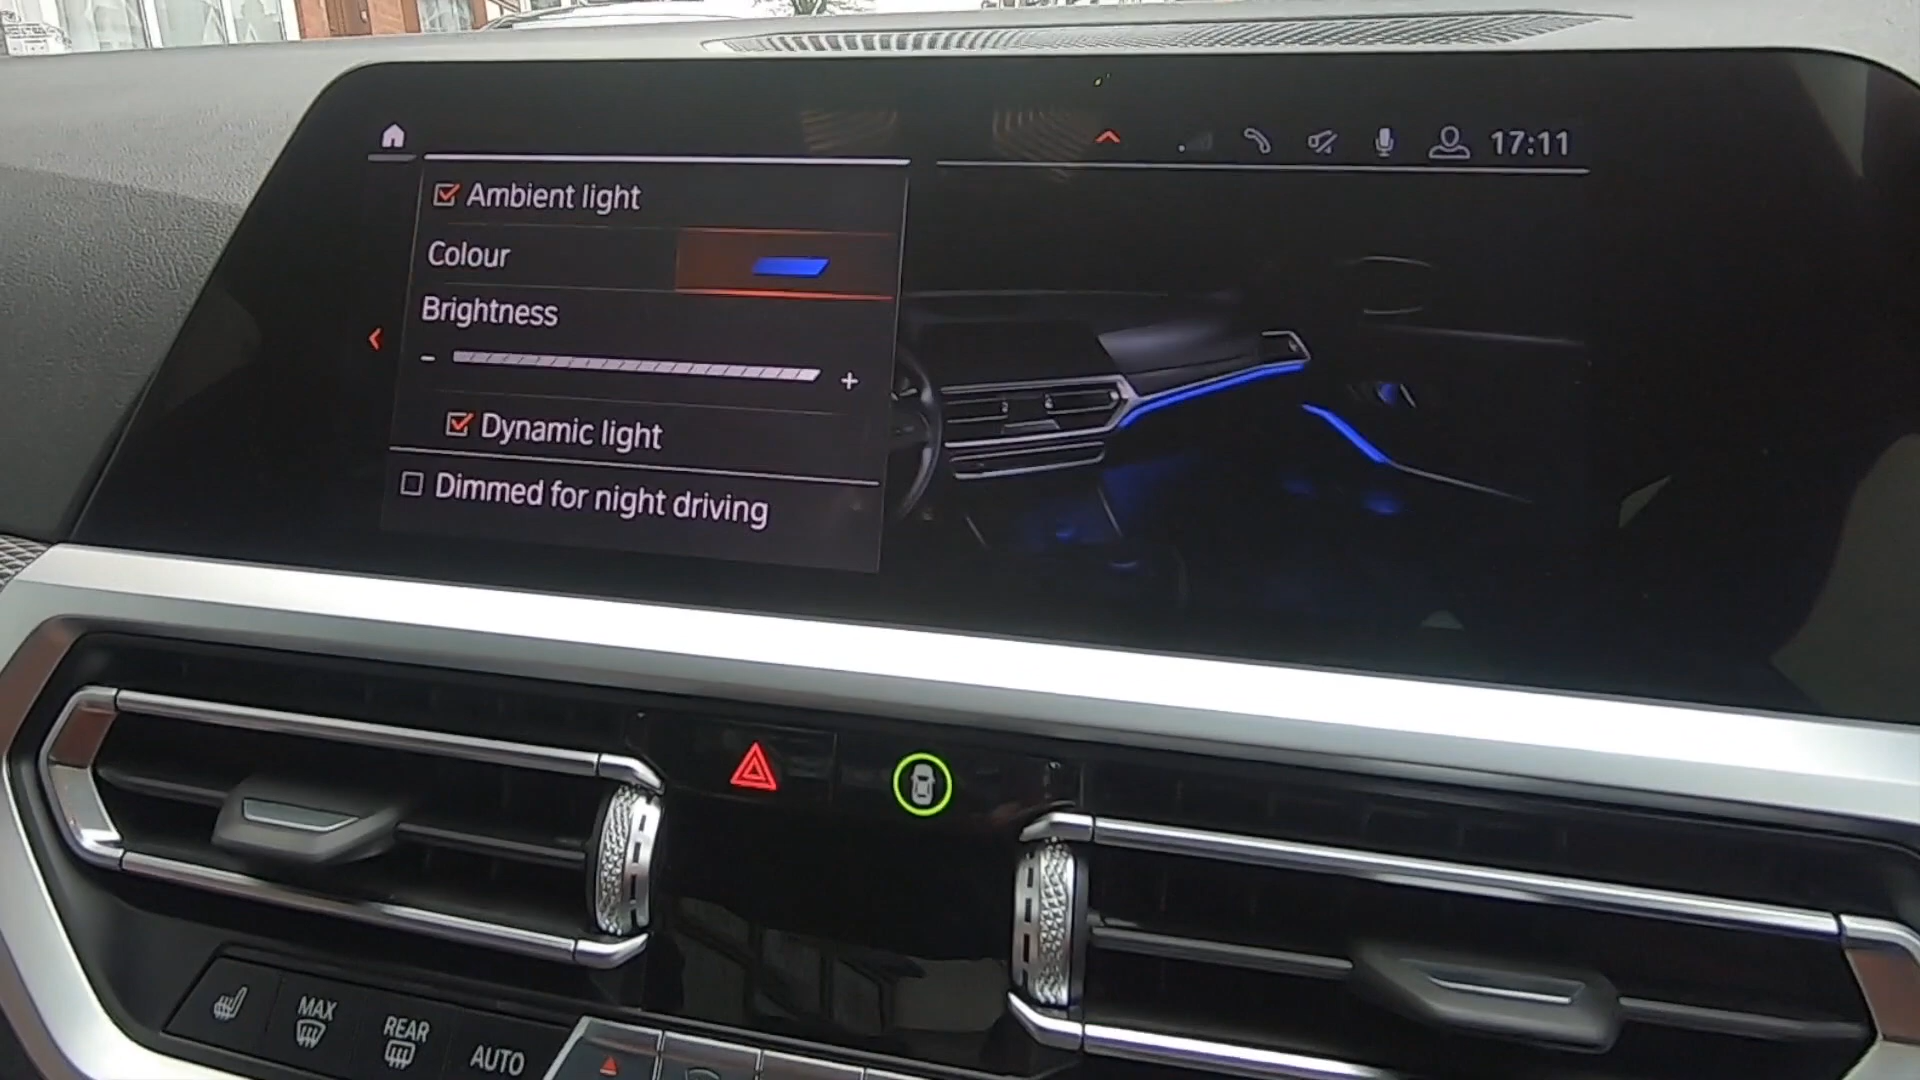 17:11
Ambient light
Colour
Brightness
- +
Dynamic light
Dimmed for night driving
MAX
REAR
AUTO